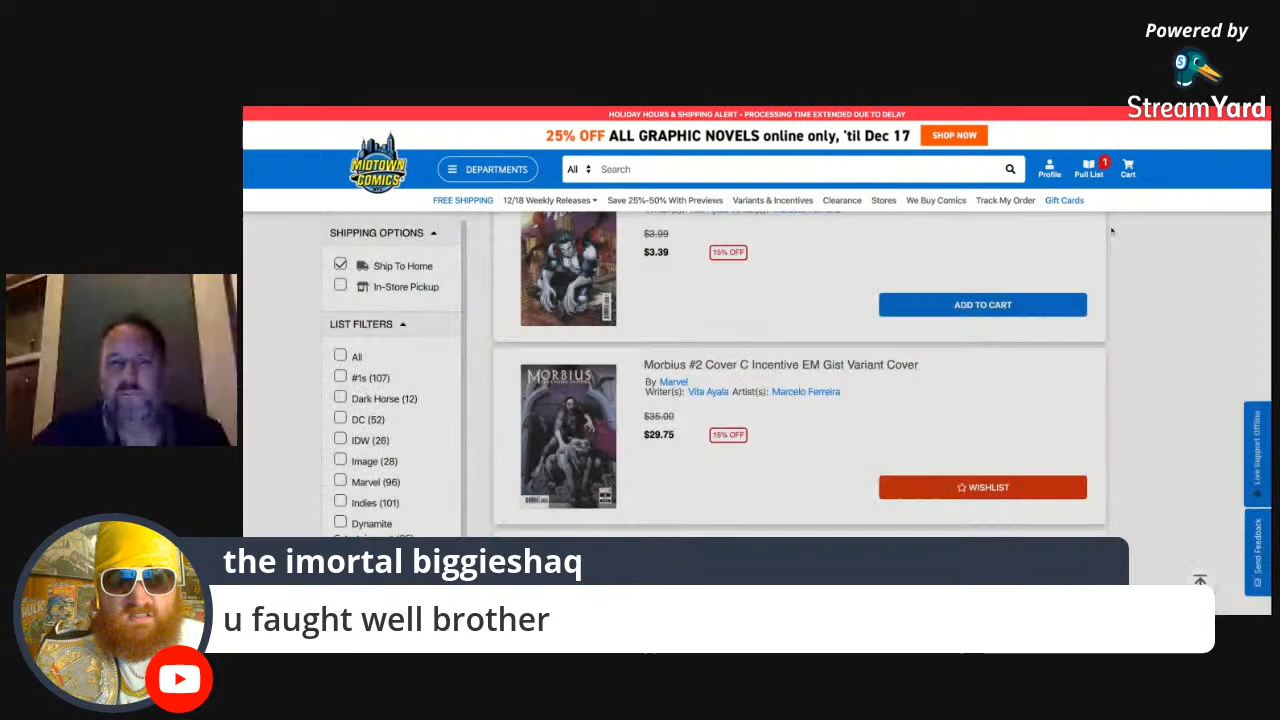 Powered by
StreamYard
HOLIDAY HOURS & SHIPPING ALERT - PROCESSING TIME EXTENDED DUE TO DELAY
25% OFF ALL GRAPHIC NOVELS online only, 'til Dec 17 SHOP NOW
MIDTOWN COMICS
DEPARTMENTS
All Search
Profile Pull List 1 Cart
FREE SHIPPING 12/18 Weekly Releases Save 25%-50% With Previews Variants & Incentives Clearance Stores We Buy Comics Track My Order Gift Cards
SHIPPING OPTIONS
Ship To Home
In-Store Pickup
LIST FILTERS
All
#1s (107)
Dark Horse (12)
DC (52)
IDW (26)
Image (28)
Marvel (96)
Indies (101)
Dynamite
$3.99
$3.39 15% OFF
ADD TO CART
MORBIUS
Morbius #2 Cover C Incentive EM Gist Variant Cover
By Marvel
Writer(s): Vita Ayala Artist(s): Marcelo Ferreira
$35.00
$29.75 15% OFF
WISHLIST
Live Support Offline
Send Feedback
the imortal biggieshaq
u faught well brother